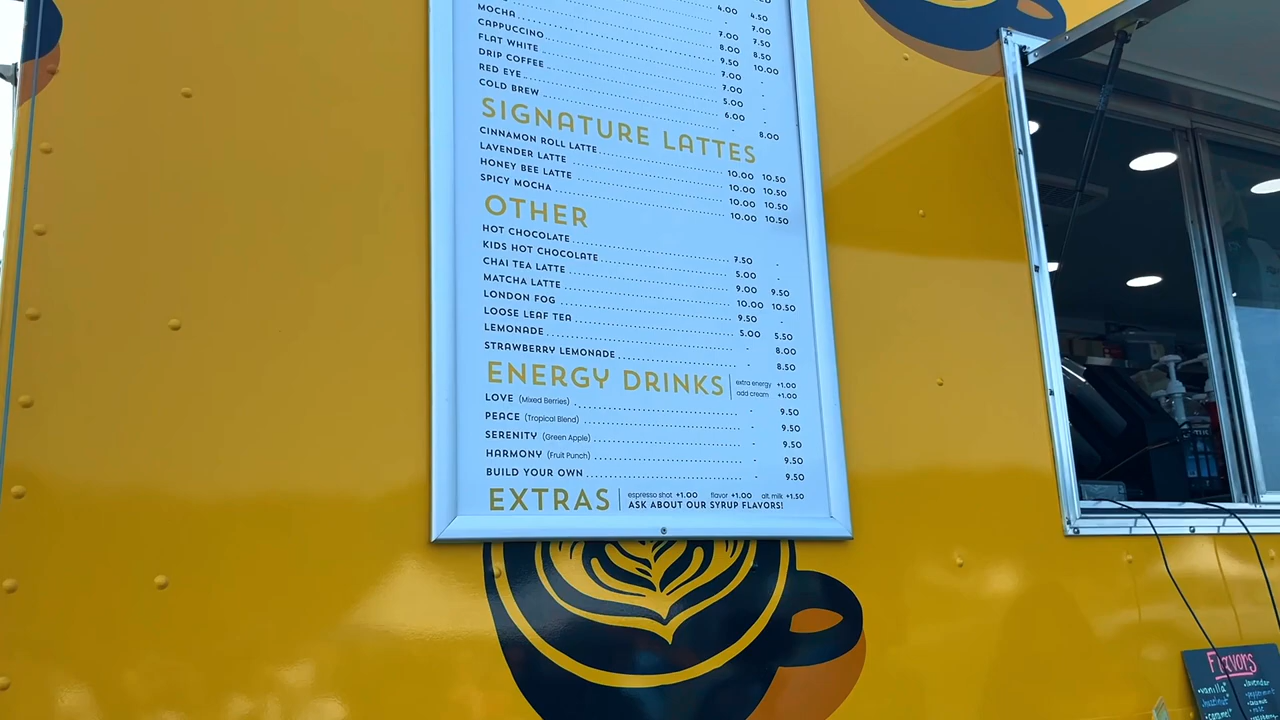 4.00 4.50
- 7.00
7.00 7.50
8.00 8.50
MOCHA 9.50 10.00
CAPPUCCINO 7.00 -
FLAT WHITE 7.00 -
DRIP COFFEE 5.00 -
RED EYE 6.00 -
COLD BREW - 8.00
SIGNATURE LATTES
CINNAMON ROLL LATTE 10.00 10.50
LAVENDER LATTE 10.00 10.50
HONEY BEE LATTE 10.00 10.50
SPICY MOCHA 10.00 10.50
OTHER
HOT CHOCOLATE 7.50 -
KIDS HOT CHOCOLATE 5.00 -
CHAI TEA LATTE 9.00 9.50
MATCHA LATTE 10.00 10.50
LONDON FOG 9.50 -
LOOSE LEAF TEA 5.00 5.50
LEMONADE - 8.00
STRAWBERRY LEMONADE - 8.50
ENERGY DRINKS
extra energy +1.00
add cream +1.00
LOVE (Mixed Berries) - 9.50
PEACE (Tropical Blend) - 9.50
SERENITY (Green Apple) - 9.50
HARMONY (Fruit Punch) - 9.50
BUILD YOUR OWN - 9.50
EXTRAS
espresso shot +1.00 flavor +1.00 alt. milk +1.50
ASK ABOUT OUR SYRUP FLAVORS!
Flavors
vanilla lavender
hazelnut peppermint
caramel coconut